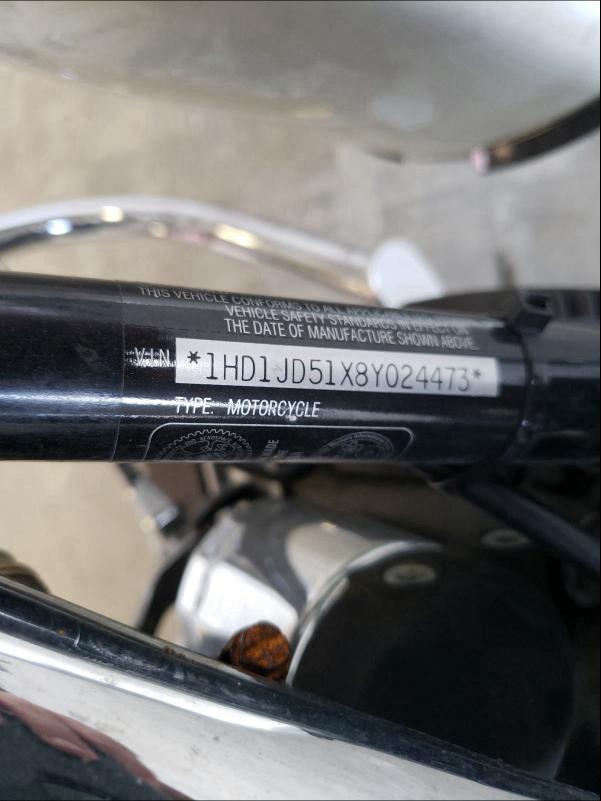 THIS VEHICLE CONFORMS TO ALL
VEHICLE SAFETY STANDARDS IN EFFECT ON
THE DATE OF MANUFACTURE SHOWN ABOVE
V.I.N. *1HD1JD51X8Y024473*
TYPE: MOTORCYCLE